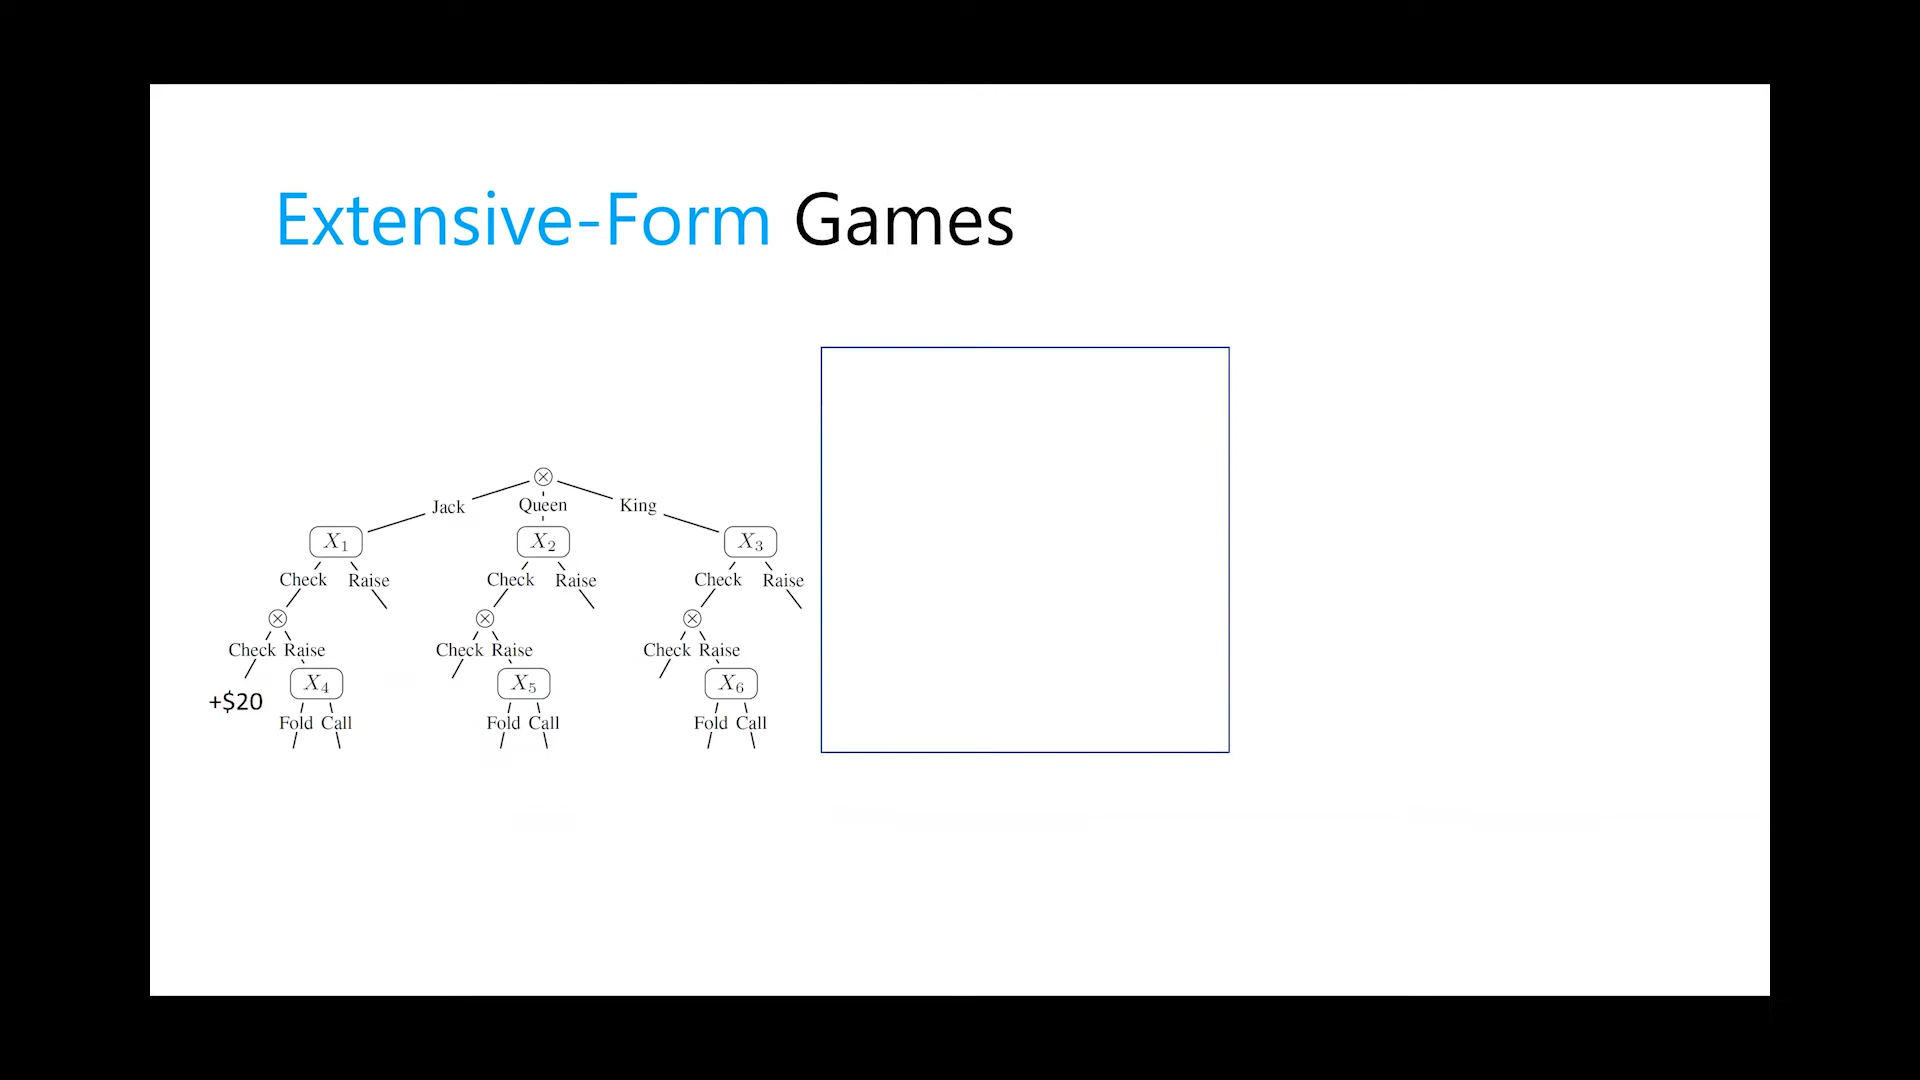 Extensive-Form Games
Jack Queen King
X1 X2 X3
Check Raise Check Raise Check Raise
Check Raise Check Raise Check Raise
X4 X5 X6
+$20
Fold Call Fold Call Fold Call